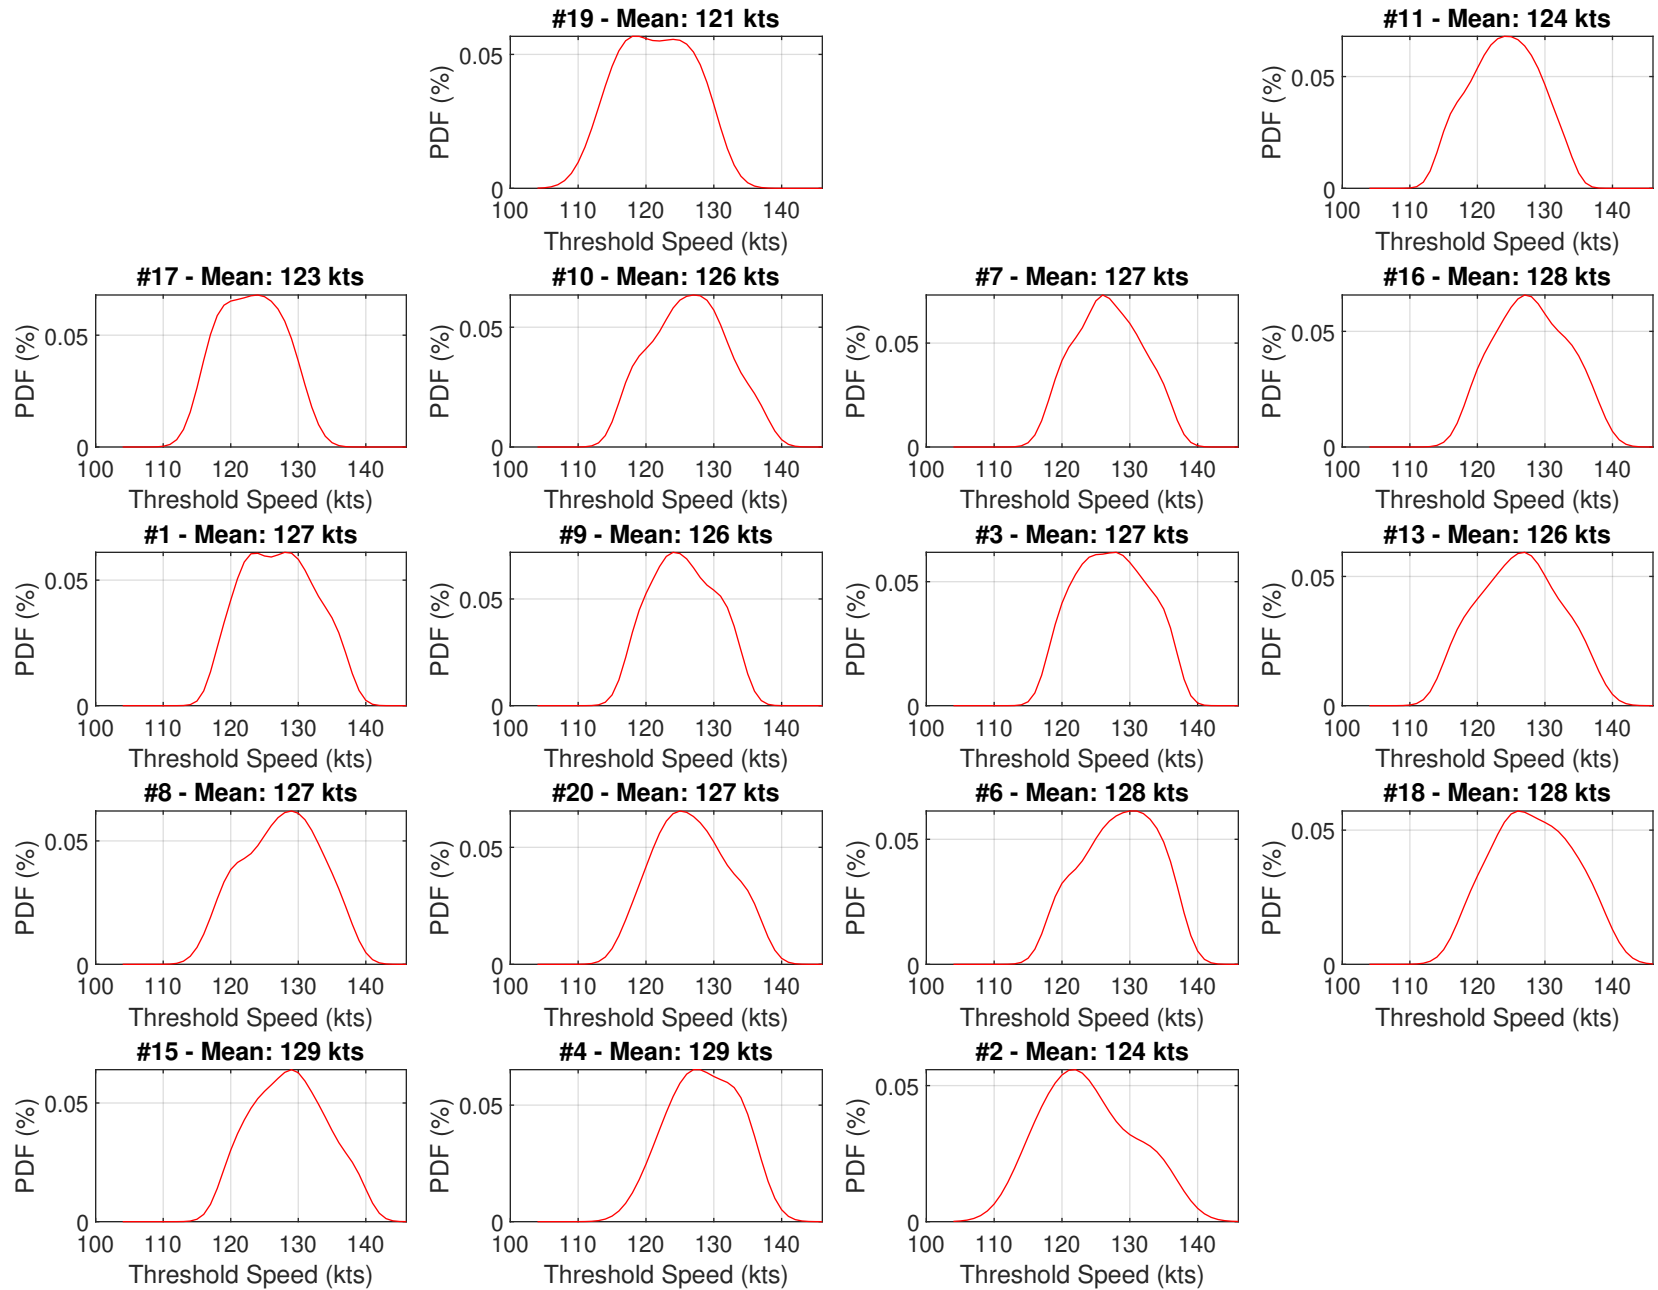 #19 - Mean: 121 kts
PDF (%)
0.05
0
100 110 120 130 140
Threshold Speed (kts)
#11 - Mean: 124 kts
PDF (%)
0.05
0
100 110 120 130 140
Threshold Speed (kts)
#17 - Mean: 123 kts
PDF (%)
0.05
0
100 110 120 130 140
Threshold Speed (kts)
#10 - Mean: 126 kts
PDF (%)
0.05
0
100 110 120 130 140
Threshold Speed (kts)
#7 - Mean: 127 kts
PDF (%)
0.05
0
100 110 120 130 140
Threshold Speed (kts)
#16 - Mean: 128 kts
PDF (%)
0.05
0
100 110 120 130 140
Threshold Speed (kts)
#1 - Mean: 127 kts
PDF (%)
0.05
0
100 110 120 130 140
Threshold Speed (kts)
#9 - Mean: 126 kts
PDF (%)
0.05
0
100 110 120 130 140
Threshold Speed (kts)
#3 - Mean: 127 kts
PDF (%)
0.05
0
100 110 120 130 140
Threshold Speed (kts)
#13 - Mean: 126 kts
PDF (%)
0.05
0
100 110 120 130 140
Threshold Speed (kts)
#8 - Mean: 127 kts
PDF (%)
0.05
0
100 110 120 130 140
Threshold Speed (kts)
#20 - Mean: 127 kts
PDF (%)
0.05
0
100 110 120 130 140
Threshold Speed (kts)
#6 - Mean: 128 kts
PDF (%)
0.05
0
100 110 120 130 140
Threshold Speed (kts)
#18 - Mean: 128 kts
PDF (%)
0.05
0
100 110 120 130 140
Threshold Speed (kts)
#15 - Mean: 129 kts
PDF (%)
0.05
0
100 110 120 130 140
Threshold Speed (kts)
#4 - Mean: 129 kts
PDF (%)
0.05
0
100 110 120 130 140
Threshold Speed (kts)
#2 - Mean: 124 kts
PDF (%)
0.05
0
100 110 120 130 140
Threshold Speed (kts)